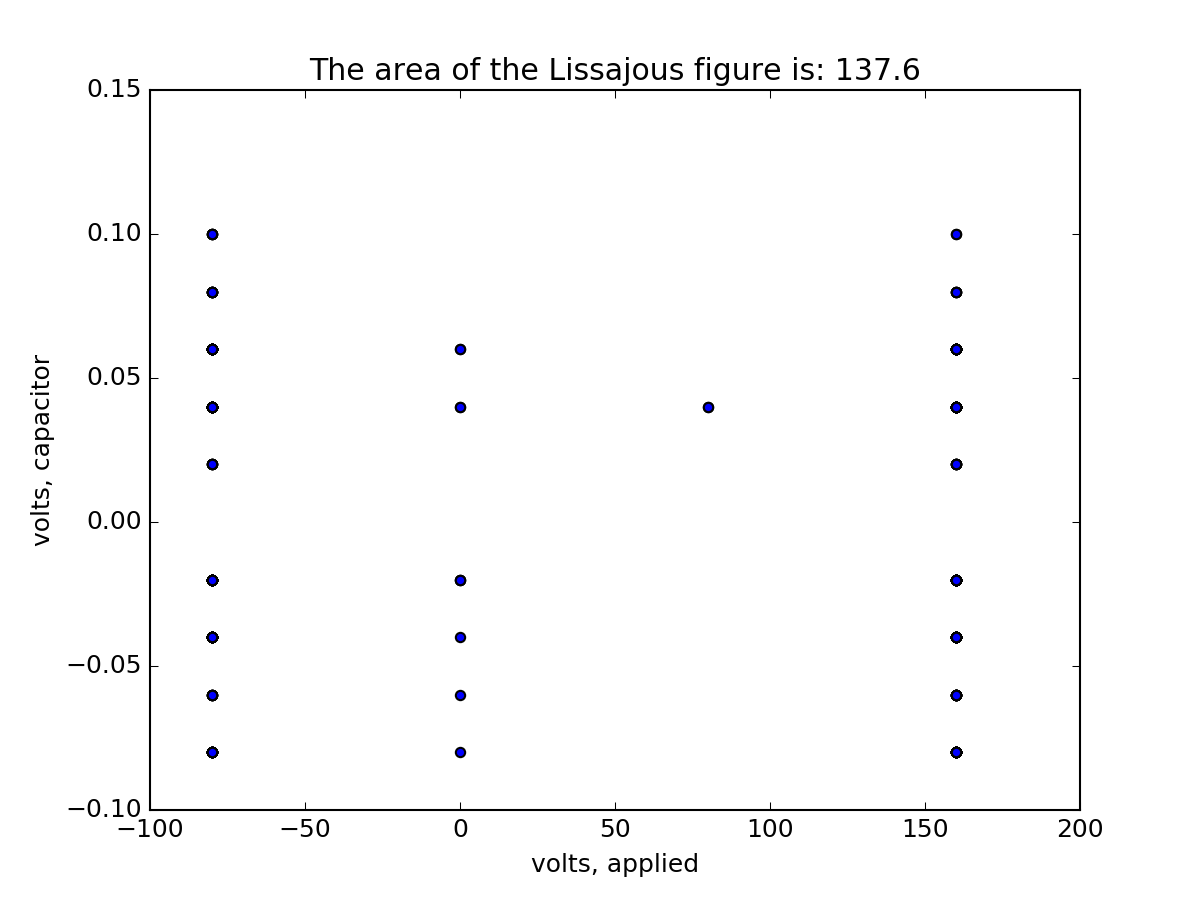 The area of the Lissajous figure is: 137.6
0.15
0.10
0.05
0.00
−0.05
−0.10
volts, capacitor
−100 −50 0 50 100 150 200
volts, applied